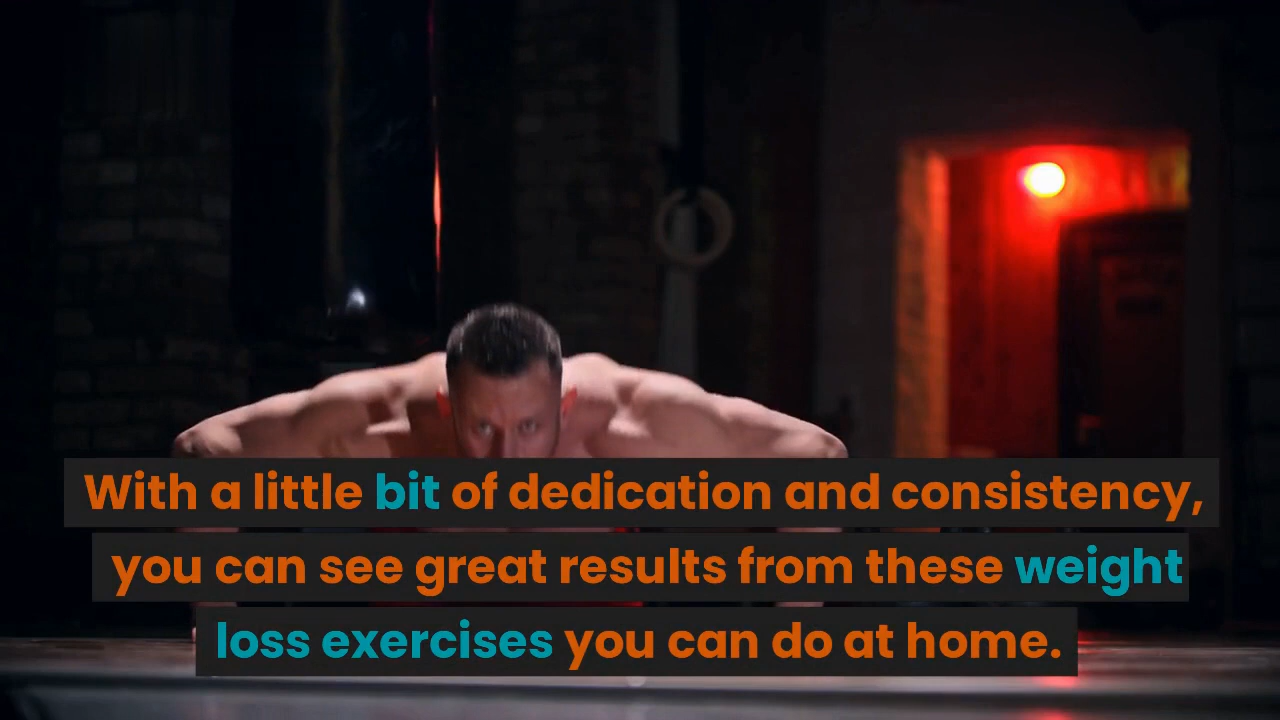 With a little bit of dedication and consistency,
you can see great results from these weight
loss exercises you can do at home.